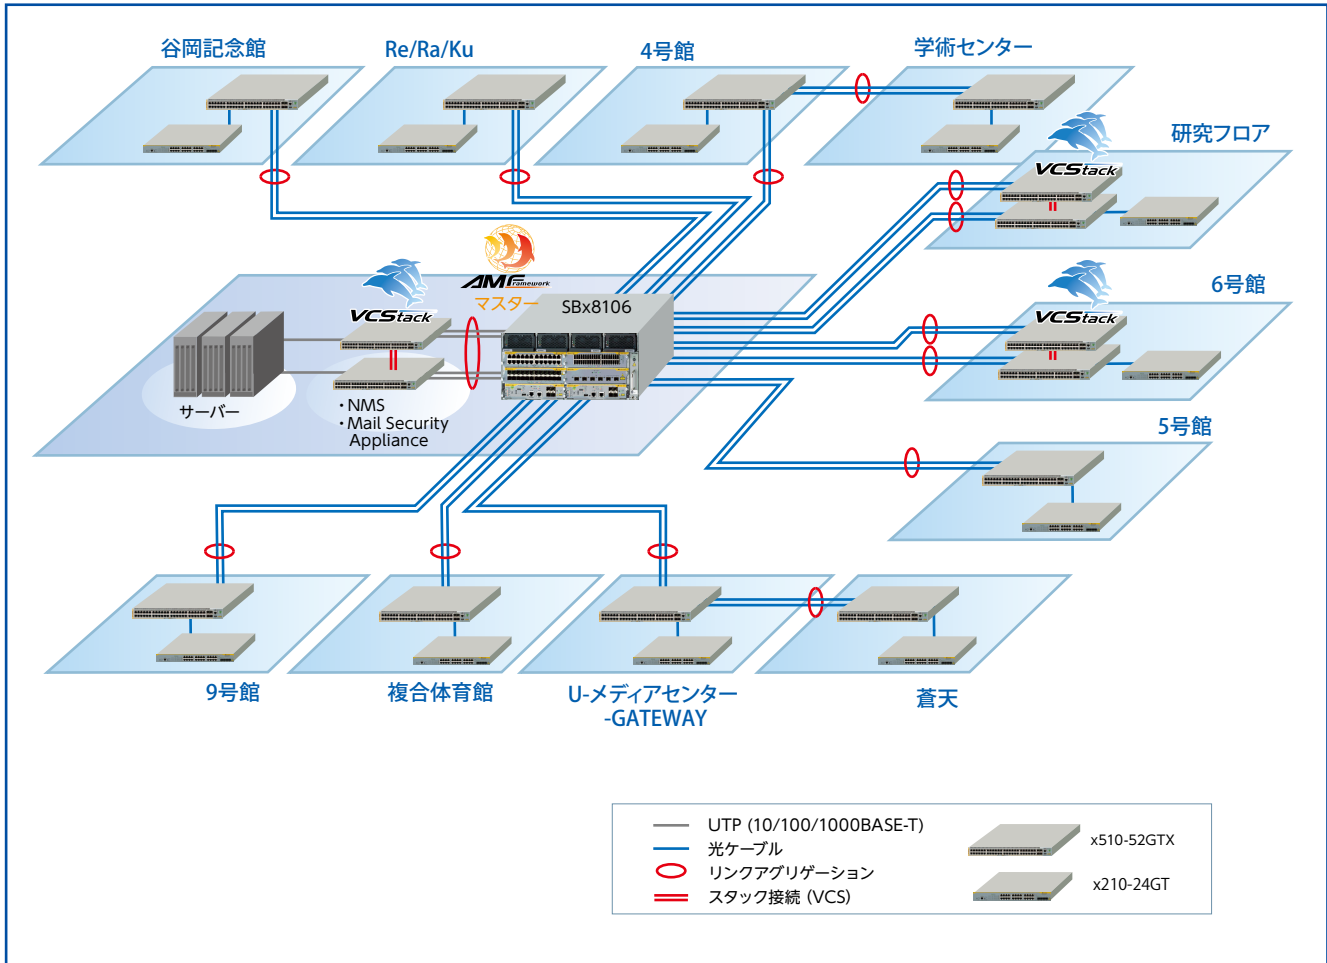 谷岡記念館
Re/Ra/Ku
4号館
学術センター
研究フロア
VCStack
6号館
VCStack
AMFramework
マスター
SBx8106
VCStack
サーバー
・NMS
・Mail Security
Appliance
5号館
9号館
複合体育館
U-メディアセンター
-GATEWAY
蒼天
UTP (10/100/1000BASE-T)
光ケーブル
リンクアグリゲーション
スタック接続 (VCS)
x510-52GTX
x210-24GT